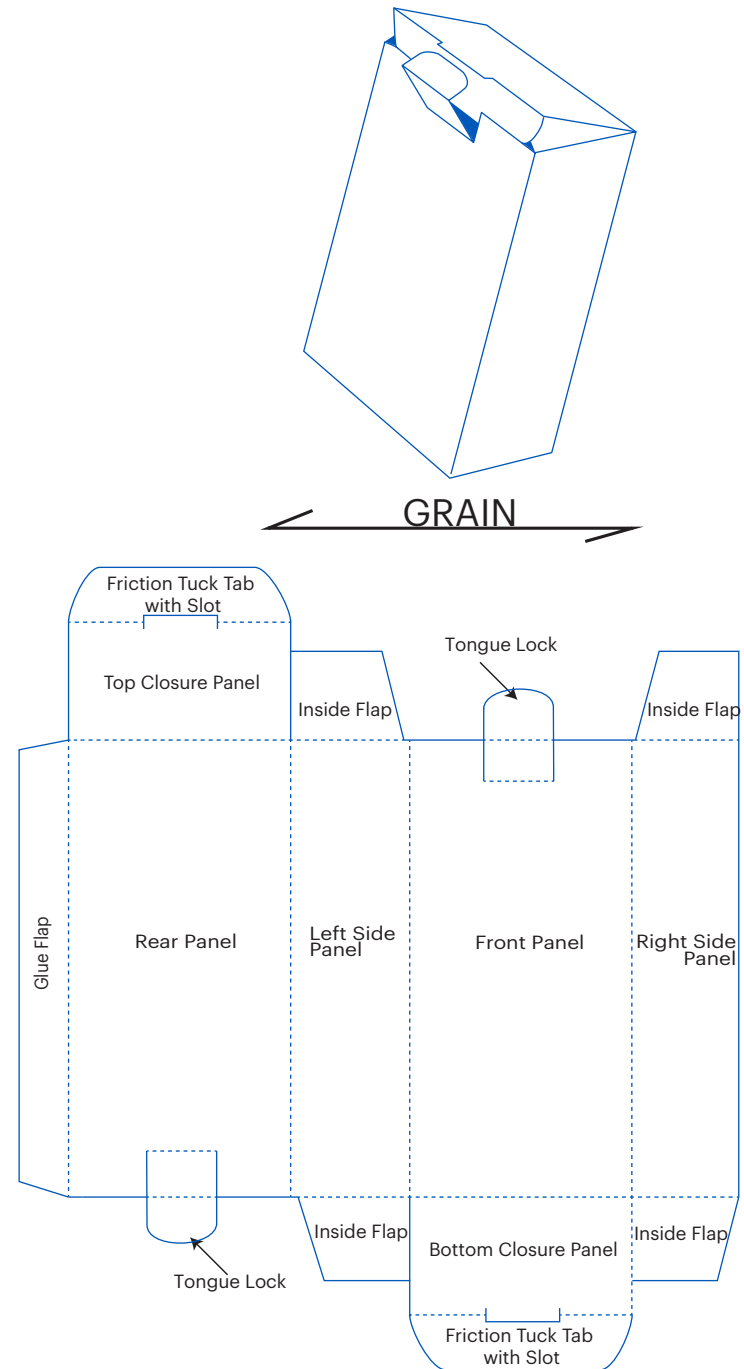 GRAIN
Friction Tuck Tab
with Slot
Tongue Lock
Top Closure Panel
Inside Flap
Inside Flap
Glue Flap
Rear Panel
Left Side
Panel
Front Panel
Right Side
Panel
Inside Flap
Bottom Closure Panel
Inside Flap
Tongue Lock
Friction Tuck Tab
with Slot